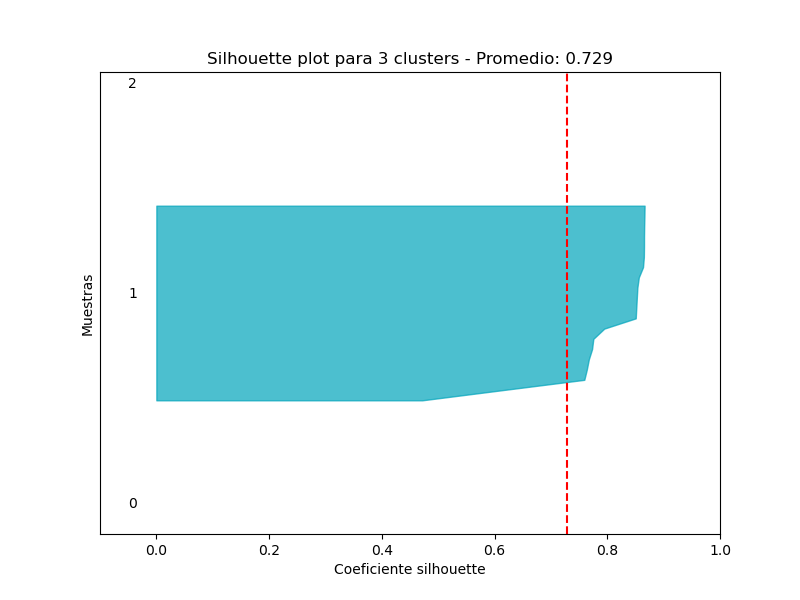 Silhouette plot para 3 clusters - Promedio: 0.729
2
1
0
Muestras
0.0 0.2 0.4 0.6 0.8 1.0
Coeficiente silhouette